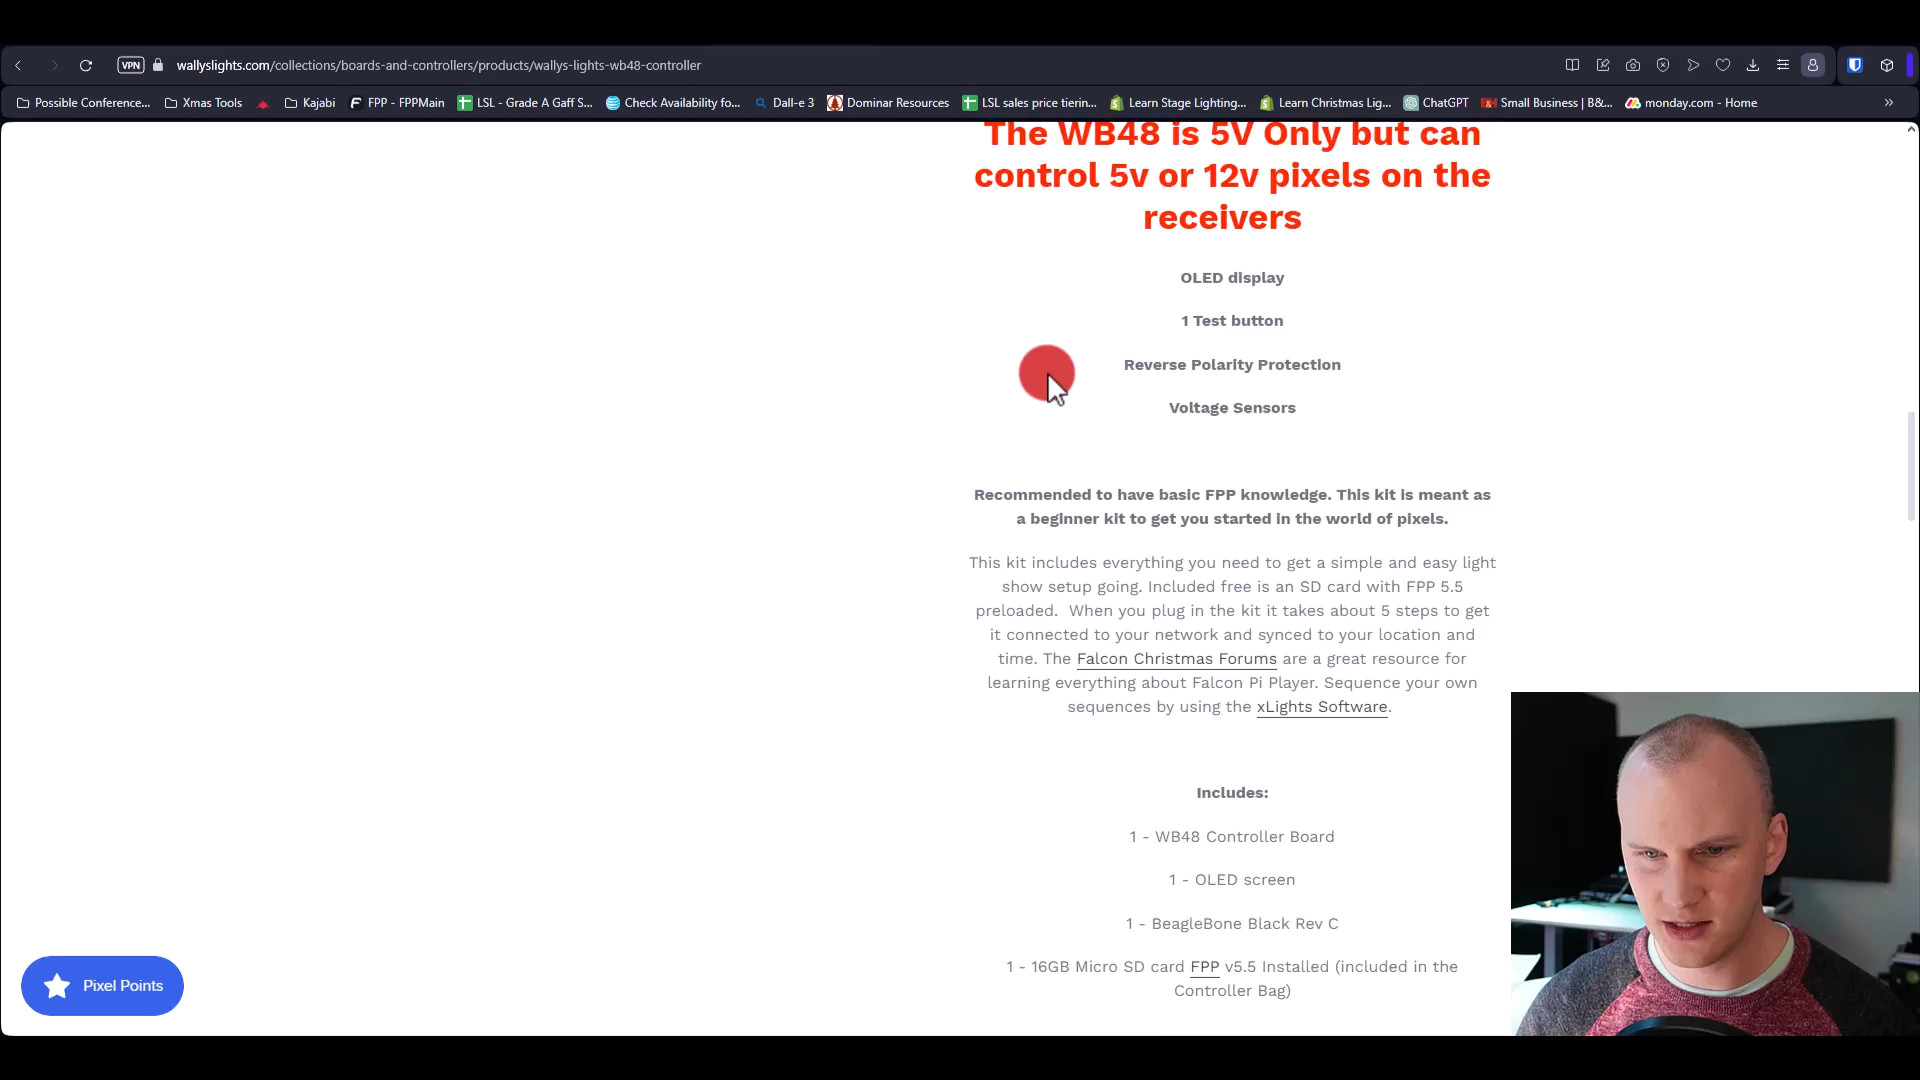 VPN
wallyslights.com/collections/boards-and-controllers/products/wallys-lights-wb48-controller
Possible Conference...
Xmas Tools
Kajabi
FPP - FPPMain
LSL - Grade A Gaff S...
Check Availability fo...
Dall-e 3
Dominar Resources
LSL sales price tierin...
Learn Stage Lighting...
Learn Christmas Lig...
ChatGPT
Small Business | B&...
monday.com - Home
The WB48 is 5V Only but can
control 5v or 12v pixels on the
receivers
OLED display
1 Test button
Reverse Polarity Protection
Voltage Sensors
Recommended to have basic FPP knowledge. This kit is meant as
a beginner kit to get you started in the world of pixels.
This kit includes everything you need to get a simple and easy light
show setup going. Included free is an SD card with FPP 5.5
preloaded.  When you plug in the kit it takes about 5 steps to get
it connected to your network and synced to your location and
time. The Falcon Christmas Forums are a great resource for
learning everything about Falcon Pi Player. Sequence your own
sequences by using the xLights Software.
Includes:
1 - WB48 Controller Board
1 - OLED screen
1 - BeagleBone Black Rev C
1 - 16GB Micro SD card FPP v5.5 Installed (included in the
Controller Bag)
Pixel Points